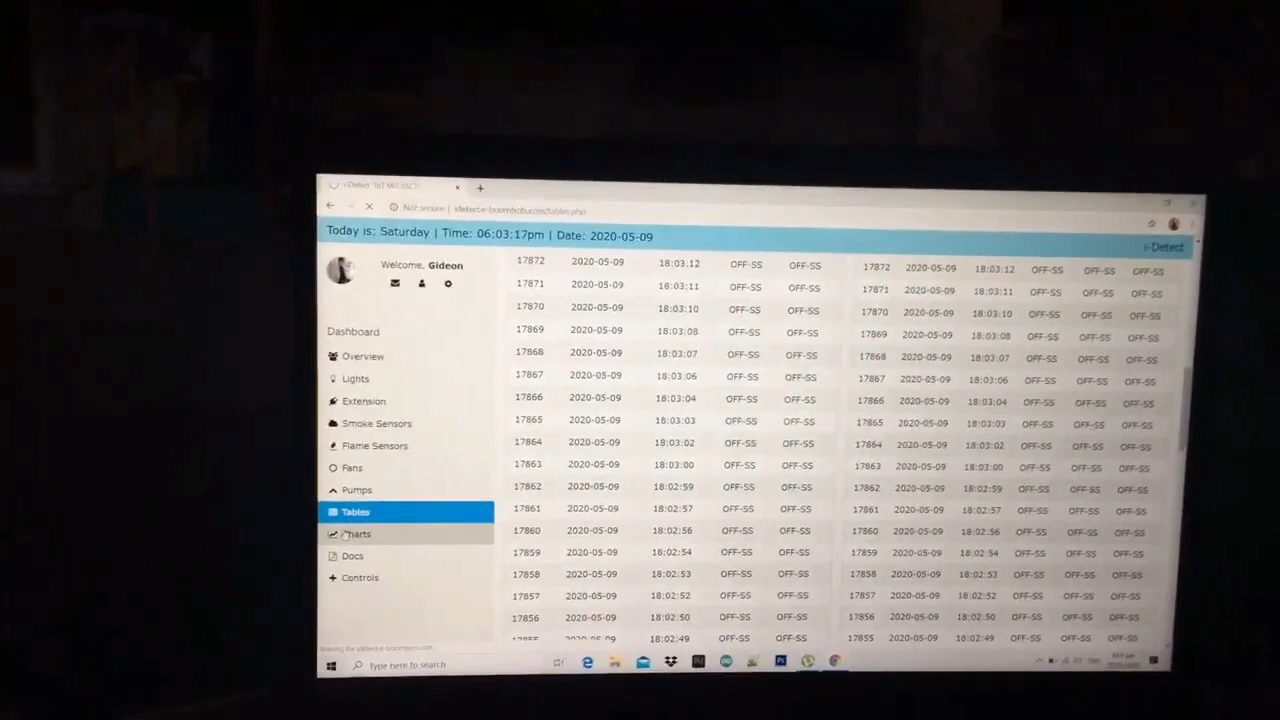 Not secure | idetect.e-boombots.com/tables.php
Today is: Saturday | Time: 06:03:17pm | Date: 2020-05-09
i-Detect
Welcome, Gideon
Dashboard
Overview
Lights
Extension
Smoke Sensors
Flame Sensors
Fans
Pumps
Tables
Charts
Docs
Controls
17872 2020-05-09 18:03:12 OFF-SS OFF-SS
17871 2020-05-09 18:03:11 OFF-SS OFF-SS
17870 2020-05-09 18:03:10 OFF-SS OFF-SS
17869 2020-05-09 18:03:08 OFF-SS OFF-SS
17868 2020-05-09 18:03:07 OFF-SS OFF-SS
17867 2020-05-09 18:03:06 OFF-SS OFF-SS
17866 2020-05-09 18:03:04 OFF-SS OFF-SS
17865 2020-05-09 18:03:03 OFF-SS OFF-SS
17864 2020-05-09 18:03:02 OFF-SS OFF-SS
17863 2020-05-09 18:03:00 OFF-SS OFF-SS
17862 2020-05-09 18:02:59 OFF-SS OFF-SS
17861 2020-05-09 18:02:57 OFF-SS OFF-SS
17860 2020-05-09 18:02:56 OFF-SS OFF-SS
17859 2020-05-09 18:02:54 OFF-SS OFF-SS
17858 2020-05-09 18:02:53 OFF-SS OFF-SS
17857 2020-05-09 18:02:52 OFF-SS OFF-SS
17856 2020-05-09 18:02:50 OFF-SS OFF-SS
17855 2020-05-09 18:02:49 OFF-SS OFF-SS
17872 2020-05-09 18:03:12 OFF-SS OFF-SS OFF-SS
17871 2020-05-09 18:03:11 OFF-SS OFF-SS OFF-SS
17870 2020-05-09 18:03:10 OFF-SS OFF-SS OFF-SS
17869 2020-05-09 18:03:08 OFF-SS OFF-SS OFF-SS
17868 2020-05-09 18:03:07 OFF-SS OFF-SS OFF-SS
17867 2020-05-09 18:03:06 OFF-SS OFF-SS OFF-SS
17866 2020-05-09 18:03:04 OFF-SS OFF-SS OFF-SS
17865 2020-05-09 18:03:03 OFF-SS OFF-SS OFF-SS
17864 2020-05-09 18:03:02 OFF-SS OFF-SS OFF-SS
17863 2020-05-09 18:03:00 OFF-SS OFF-SS OFF-SS
17862 2020-05-09 18:02:59 OFF-SS OFF-SS OFF-SS
17861 2020-05-09 18:02:57 OFF-SS OFF-SS OFF-SS
17860 2020-05-09 18:02:56 OFF-SS OFF-SS OFF-SS
17859 2020-05-09 18:02:54 OFF-SS OFF-SS OFF-SS
17858 2020-05-09 18:02:53 OFF-SS OFF-SS OFF-SS
17857 2020-05-09 18:02:52 OFF-SS OFF-SS OFF-SS
17856 2020-05-09 18:02:50 OFF-SS OFF-SS OFF-SS
17855 2020-05-09 18:02:49 OFF-SS OFF-SS OFF-SS
Type here to search